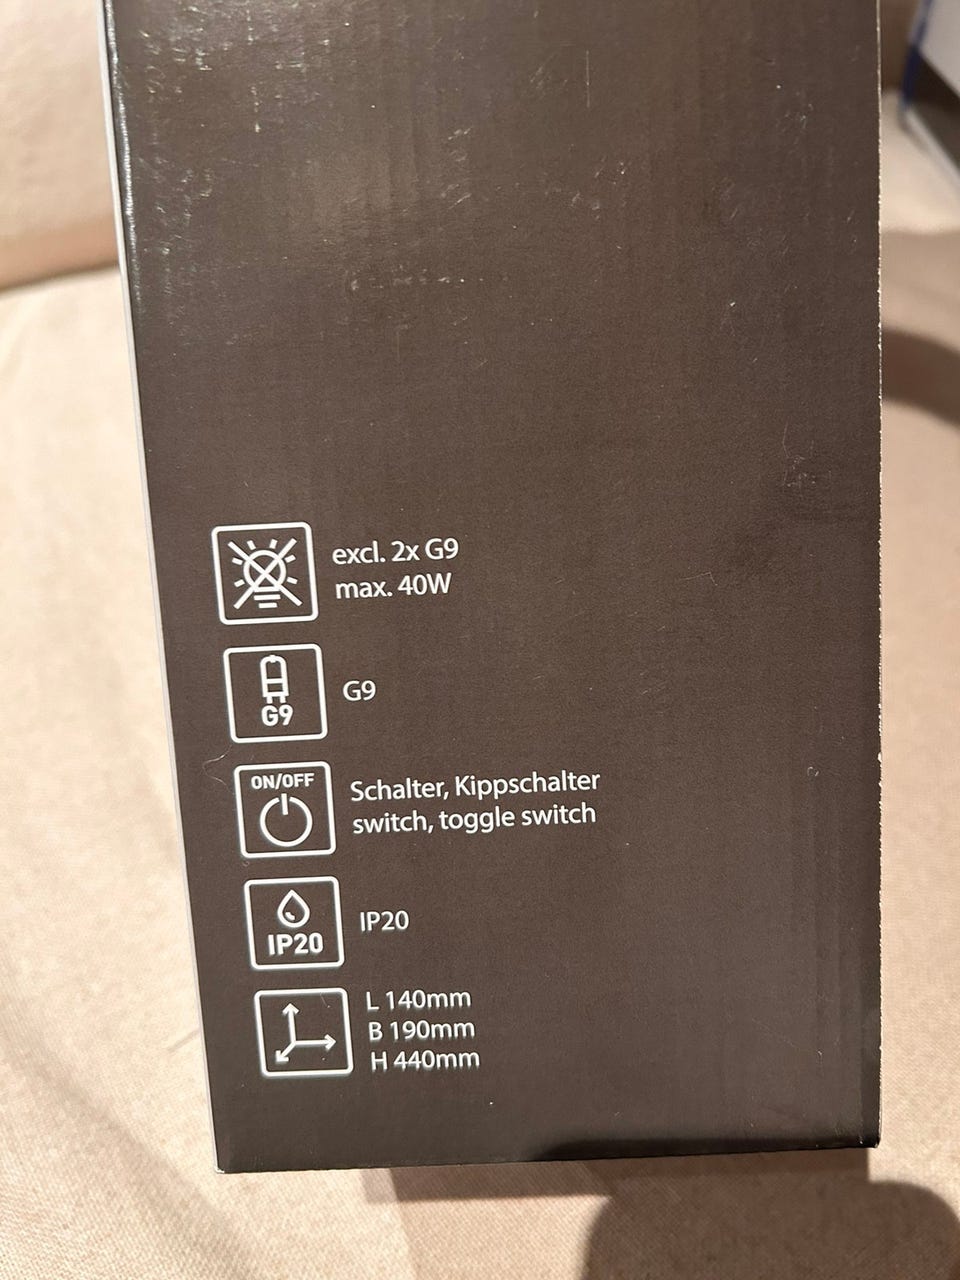 excl. 2x G9
max. 40W
G9
G9
ON/OFF
Schalter, Kippschalter
switch, toggle switch
IP20
IP20
L 140mm
B 190mm
H 440mm